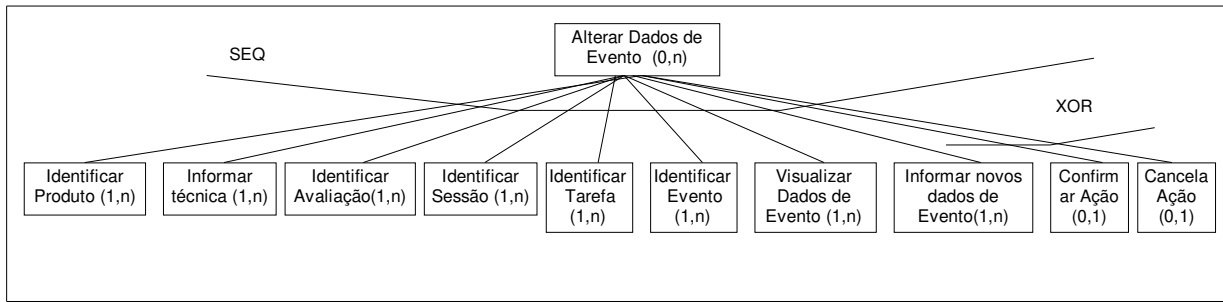 Alterar Dados de
Evento (0,n)
SEQ
XOR
Identificar
Produto (1,n)
Informar
técnica (1,n)
Identificar
Avaliação(1,n)
Identificar
Sessão (1,n)
Identificar
Tarefa
(1,n)
Identificar
Evento
(1,n)
Visualizar
Dados de
Evento (1,n)
Informar novos
dados de
Evento(1,n)
Confirm
ar Ação
(0,1)
Cancela
Ação
(0,1)